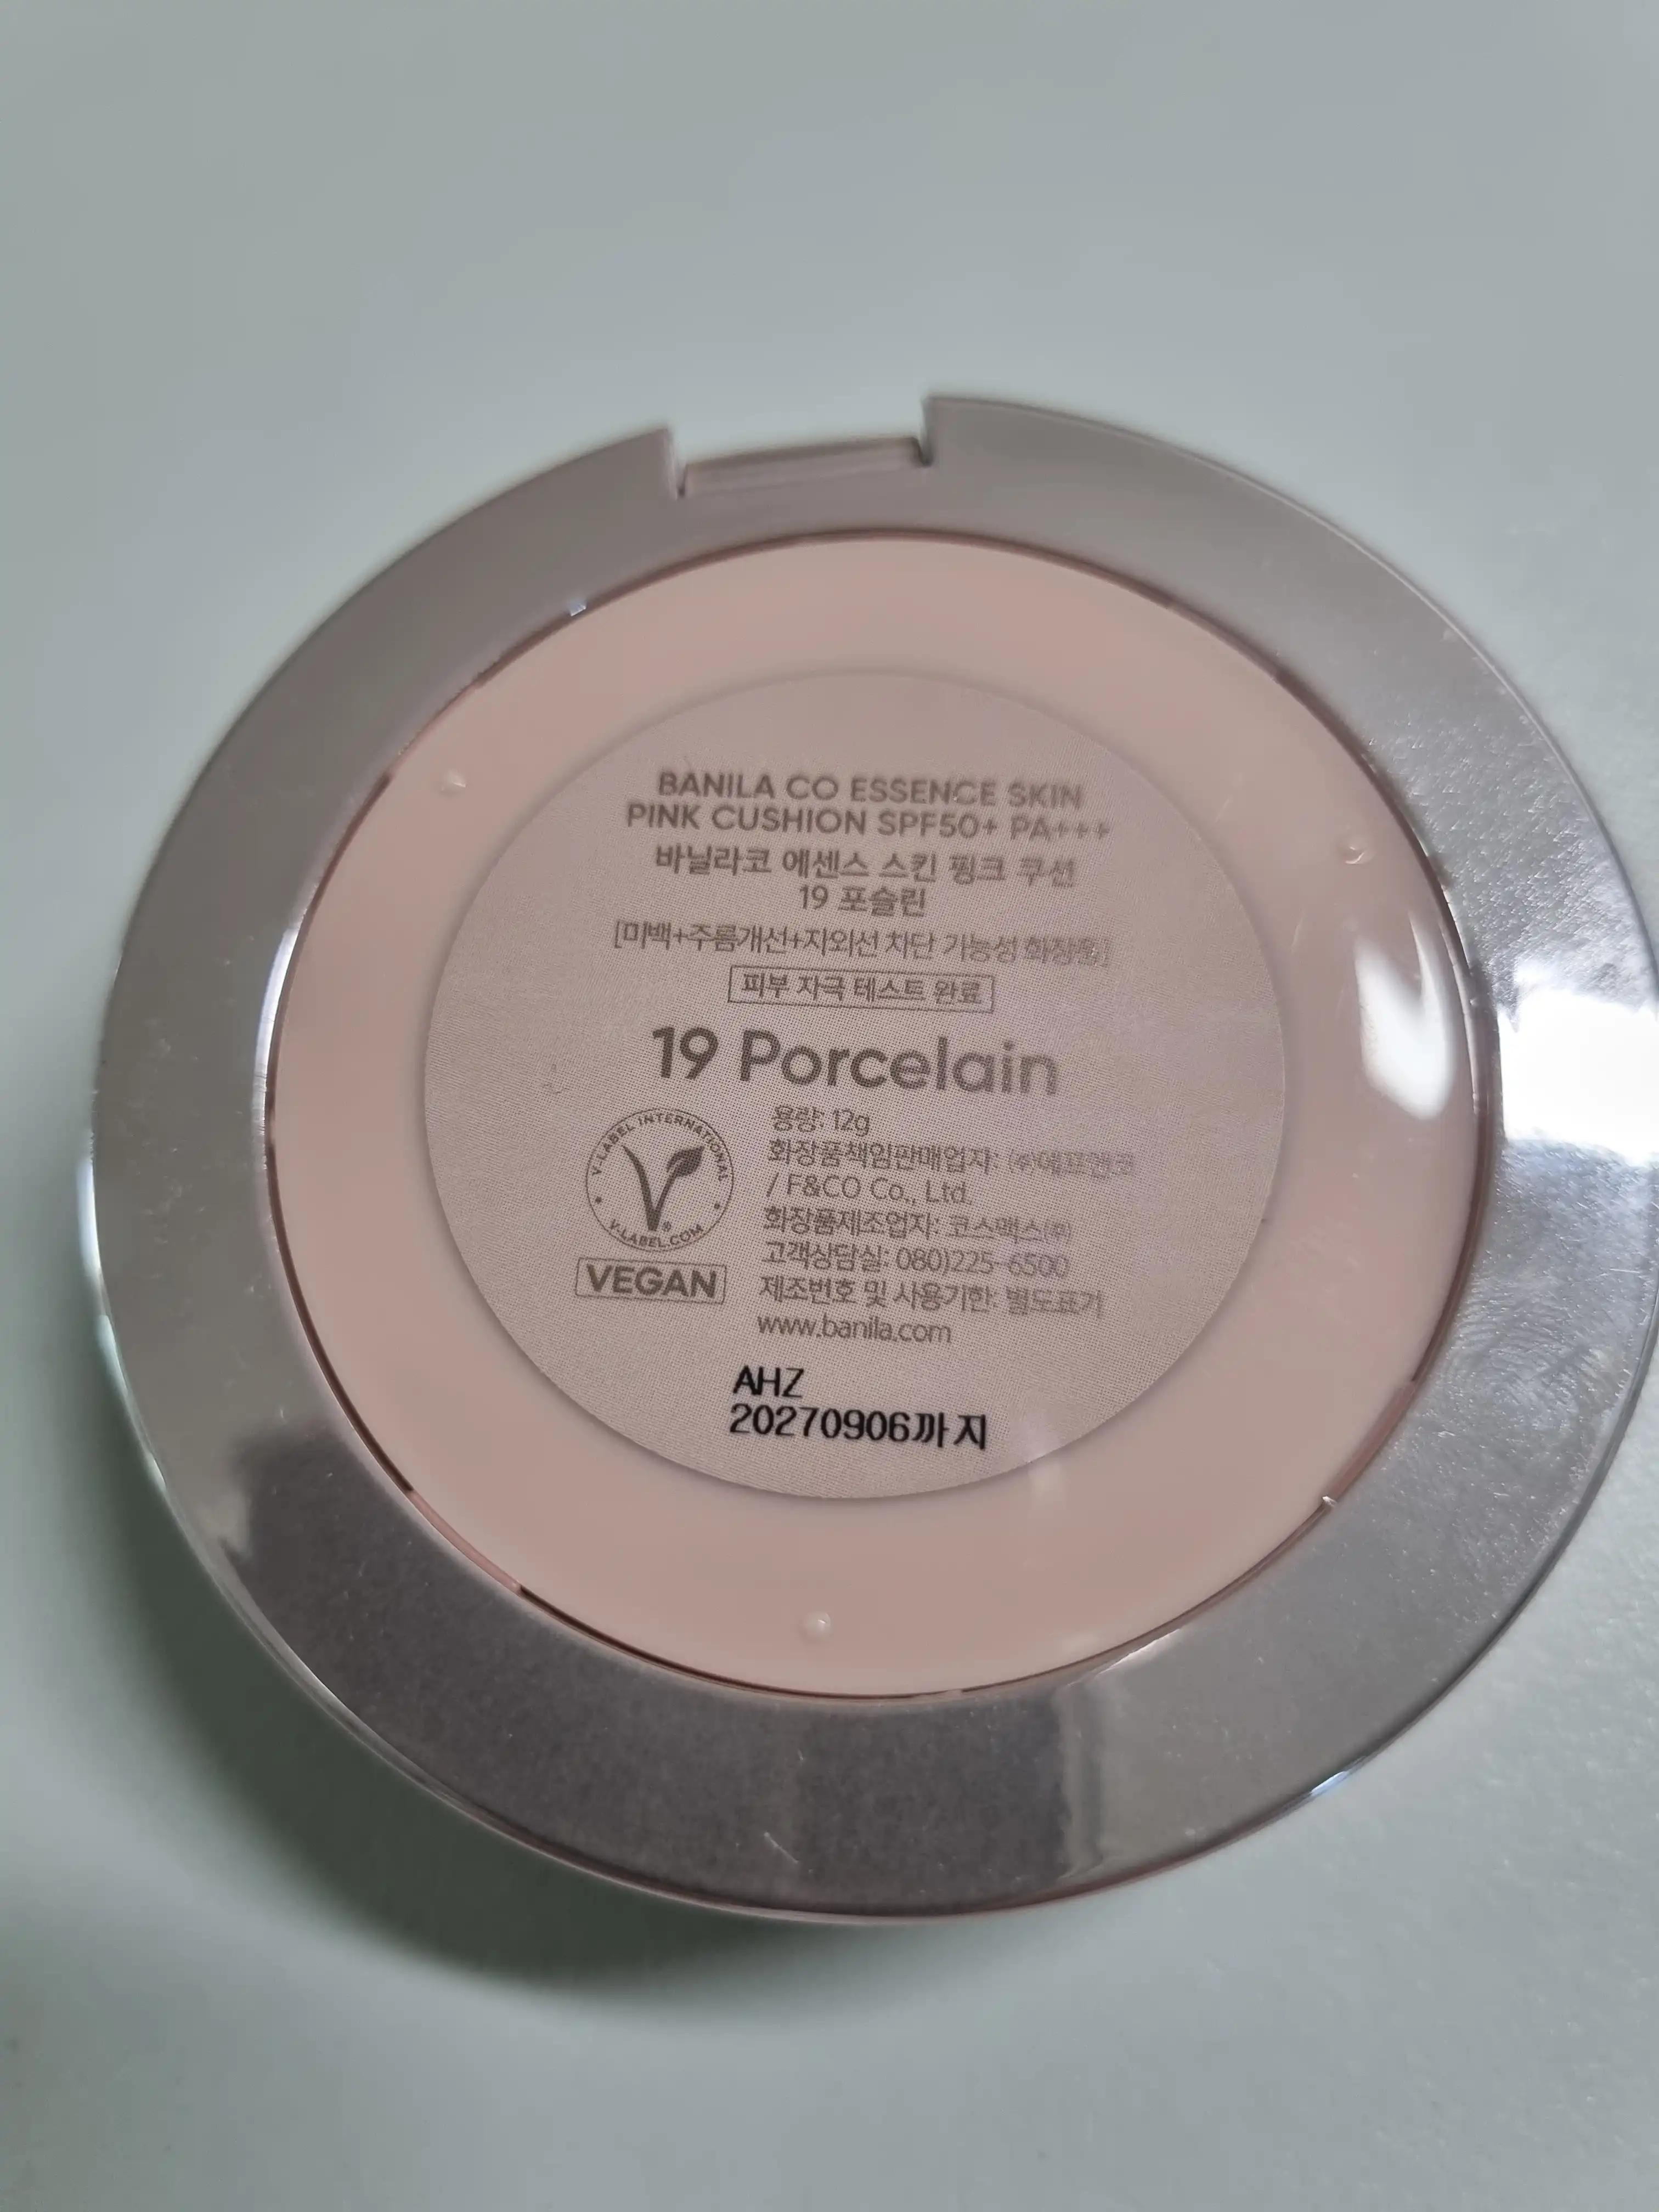 BANILA CO ESSENCE SKIN
PINK CUSHION SPF50+ PA+++
바닐라코 에센스 스킨 핑크 쿠션
19 포슬린
[미백+주름개선+자외선 차단 기능성 화장품]
피부 자극 테스트 완료
19 Porcelain
V-LABEL INTERNATIONAL
V-LABEL.COM
VEGAN
용량: 12g
화장품책임판매업자: ㈜에프앤코
/ F&CO Co., Ltd.
화장품제조업자: 코스맥스㈜
고객상담실: 080)225-6500
제조번호 및 사용기한: 별도표기
www.banila.com
AHZ
20270906까지